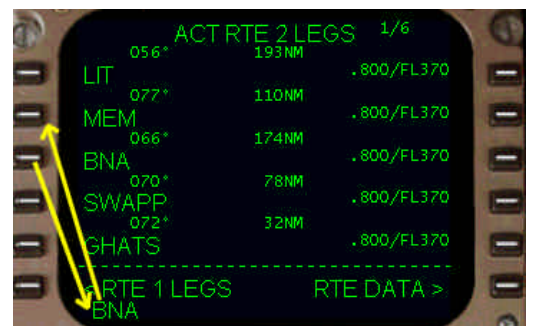 ACT RTE 2 LEGS 1/6
056° 193NM
LIT .800/FL370
077° 110NM
MEM .800/FL370
066° 174NM
BNA .800/FL370
070° 78NM
SWAPP .800/FL370
072° 32NM
GHATS .800/FL370
<RTE 1 LEGS RTE DATA >
BNA